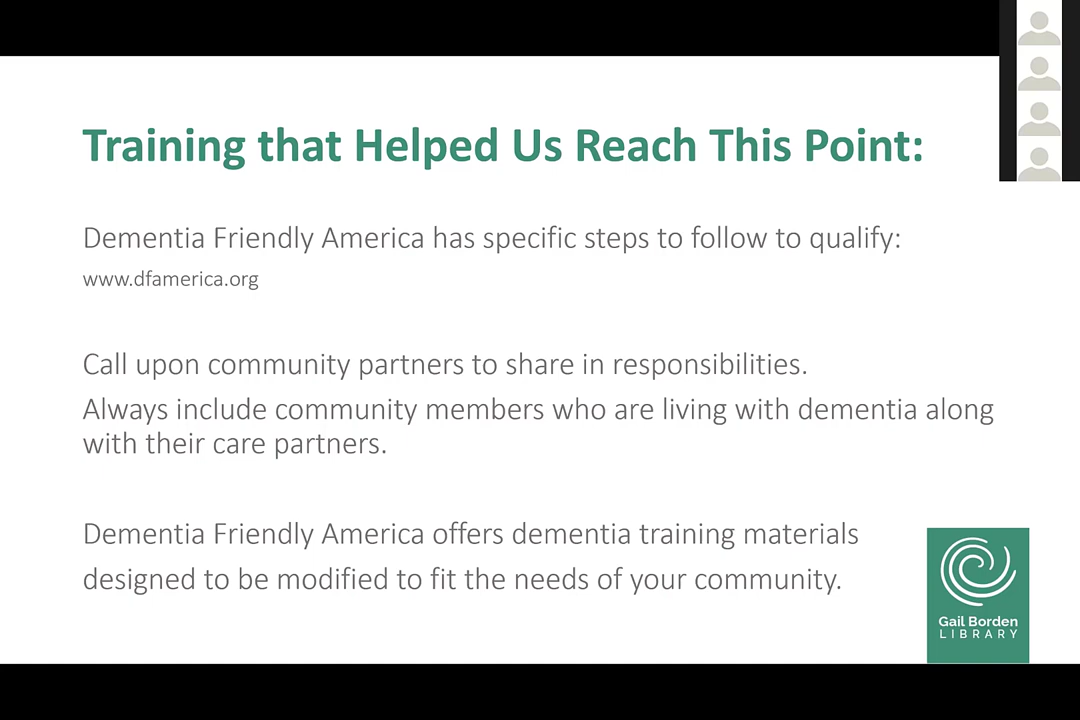 Training that Helped Us Reach This Point:
Dementia Friendly America has specific steps to follow to qualify:
www.dfamerica.org
Call upon community partners to share in responsibilities.
Always include community members who are living with dementia along
with their care partners.
Dementia Friendly America offers dementia training materials
designed to be modified to fit the needs of your community.
Gail Borden
LIBRARY